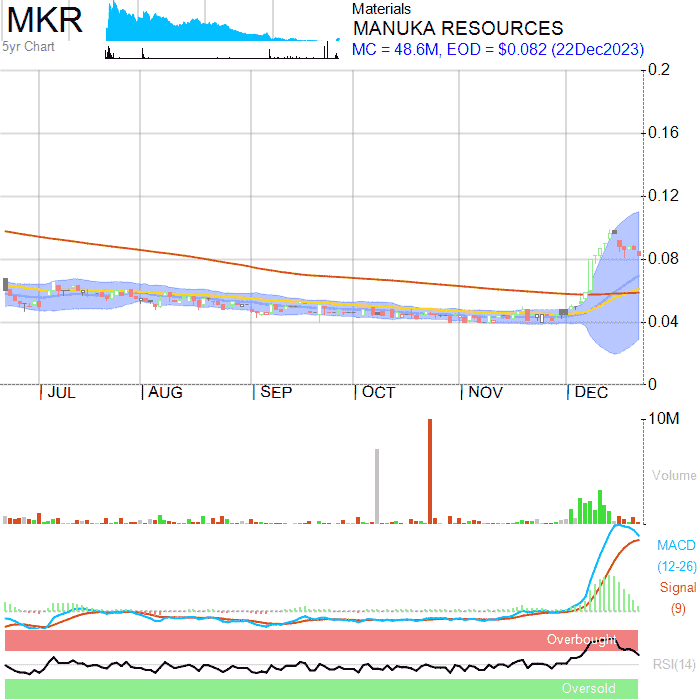 MKR
5yr Chart
Materials
MANUKA RESOURCES
MC = 48.6M, EOD = $0.082 (22Dec2023)
0.2
0.16
0.12
0.08
0.04
0
JUL AUG SEP OCT NOV DEC
10M
Volume
MACD
(12-26)
Signal
(9)
Overbought
RSI(14)
Oversold